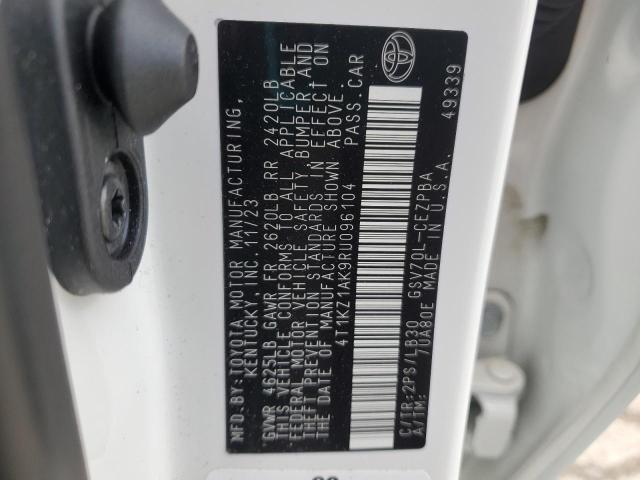 MFD.BY:TOYOTA MOTOR MANUFACTURING,
KENTUCKY, INC. 11/23
GVWR 4625LB GAWR FR 2620LB RR 2420LB
THIS VEHICLE CONFORMS TO ALL APPLICABLE
FEDERAL MOTOR VEHICLE SAFETY, BUMPER, AND
THEFT PREVENTION STANDARDS IN EFFECT ON
THE DATE OF MANUFACTURE SHOWN ABOVE.
4T1KZ1AK9RU096104 PASS.CAR
C/TR:2PS/LB30 GSV70L-CEZPBA
A/TM: 7UA80E MADE IN U.S.A. 49339